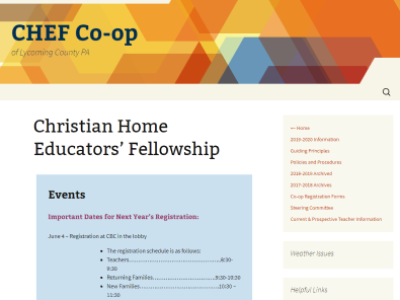 CHEF Co-op
of Lycoming County PA
Christian Home
Educators' Fellowship
Events
Important Dates for Next Year's Registration:
June 4 – Registration at CBC in the lobby
The registration schedule is as follows:
Teachers……………………………………………8:30-
9:30
Returning Families……………………………9:30-10:30
New Families……………………………………10:30 –
11:30
<— Home
2019-2020 Information
Guiding Principles
Policies and Procedures
2018-2019 Archived
2017-2018 Archives
Co-op Registration Forms
Steering Committee
Current & Prospective Teacher Information
Weather Issues
Helpful Links